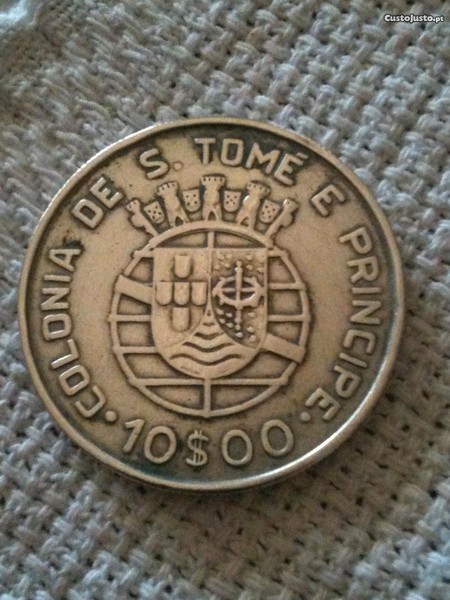 CustoJusto.pt
COLONIA DE S. TOMÉ E PRINCIPE
10$00